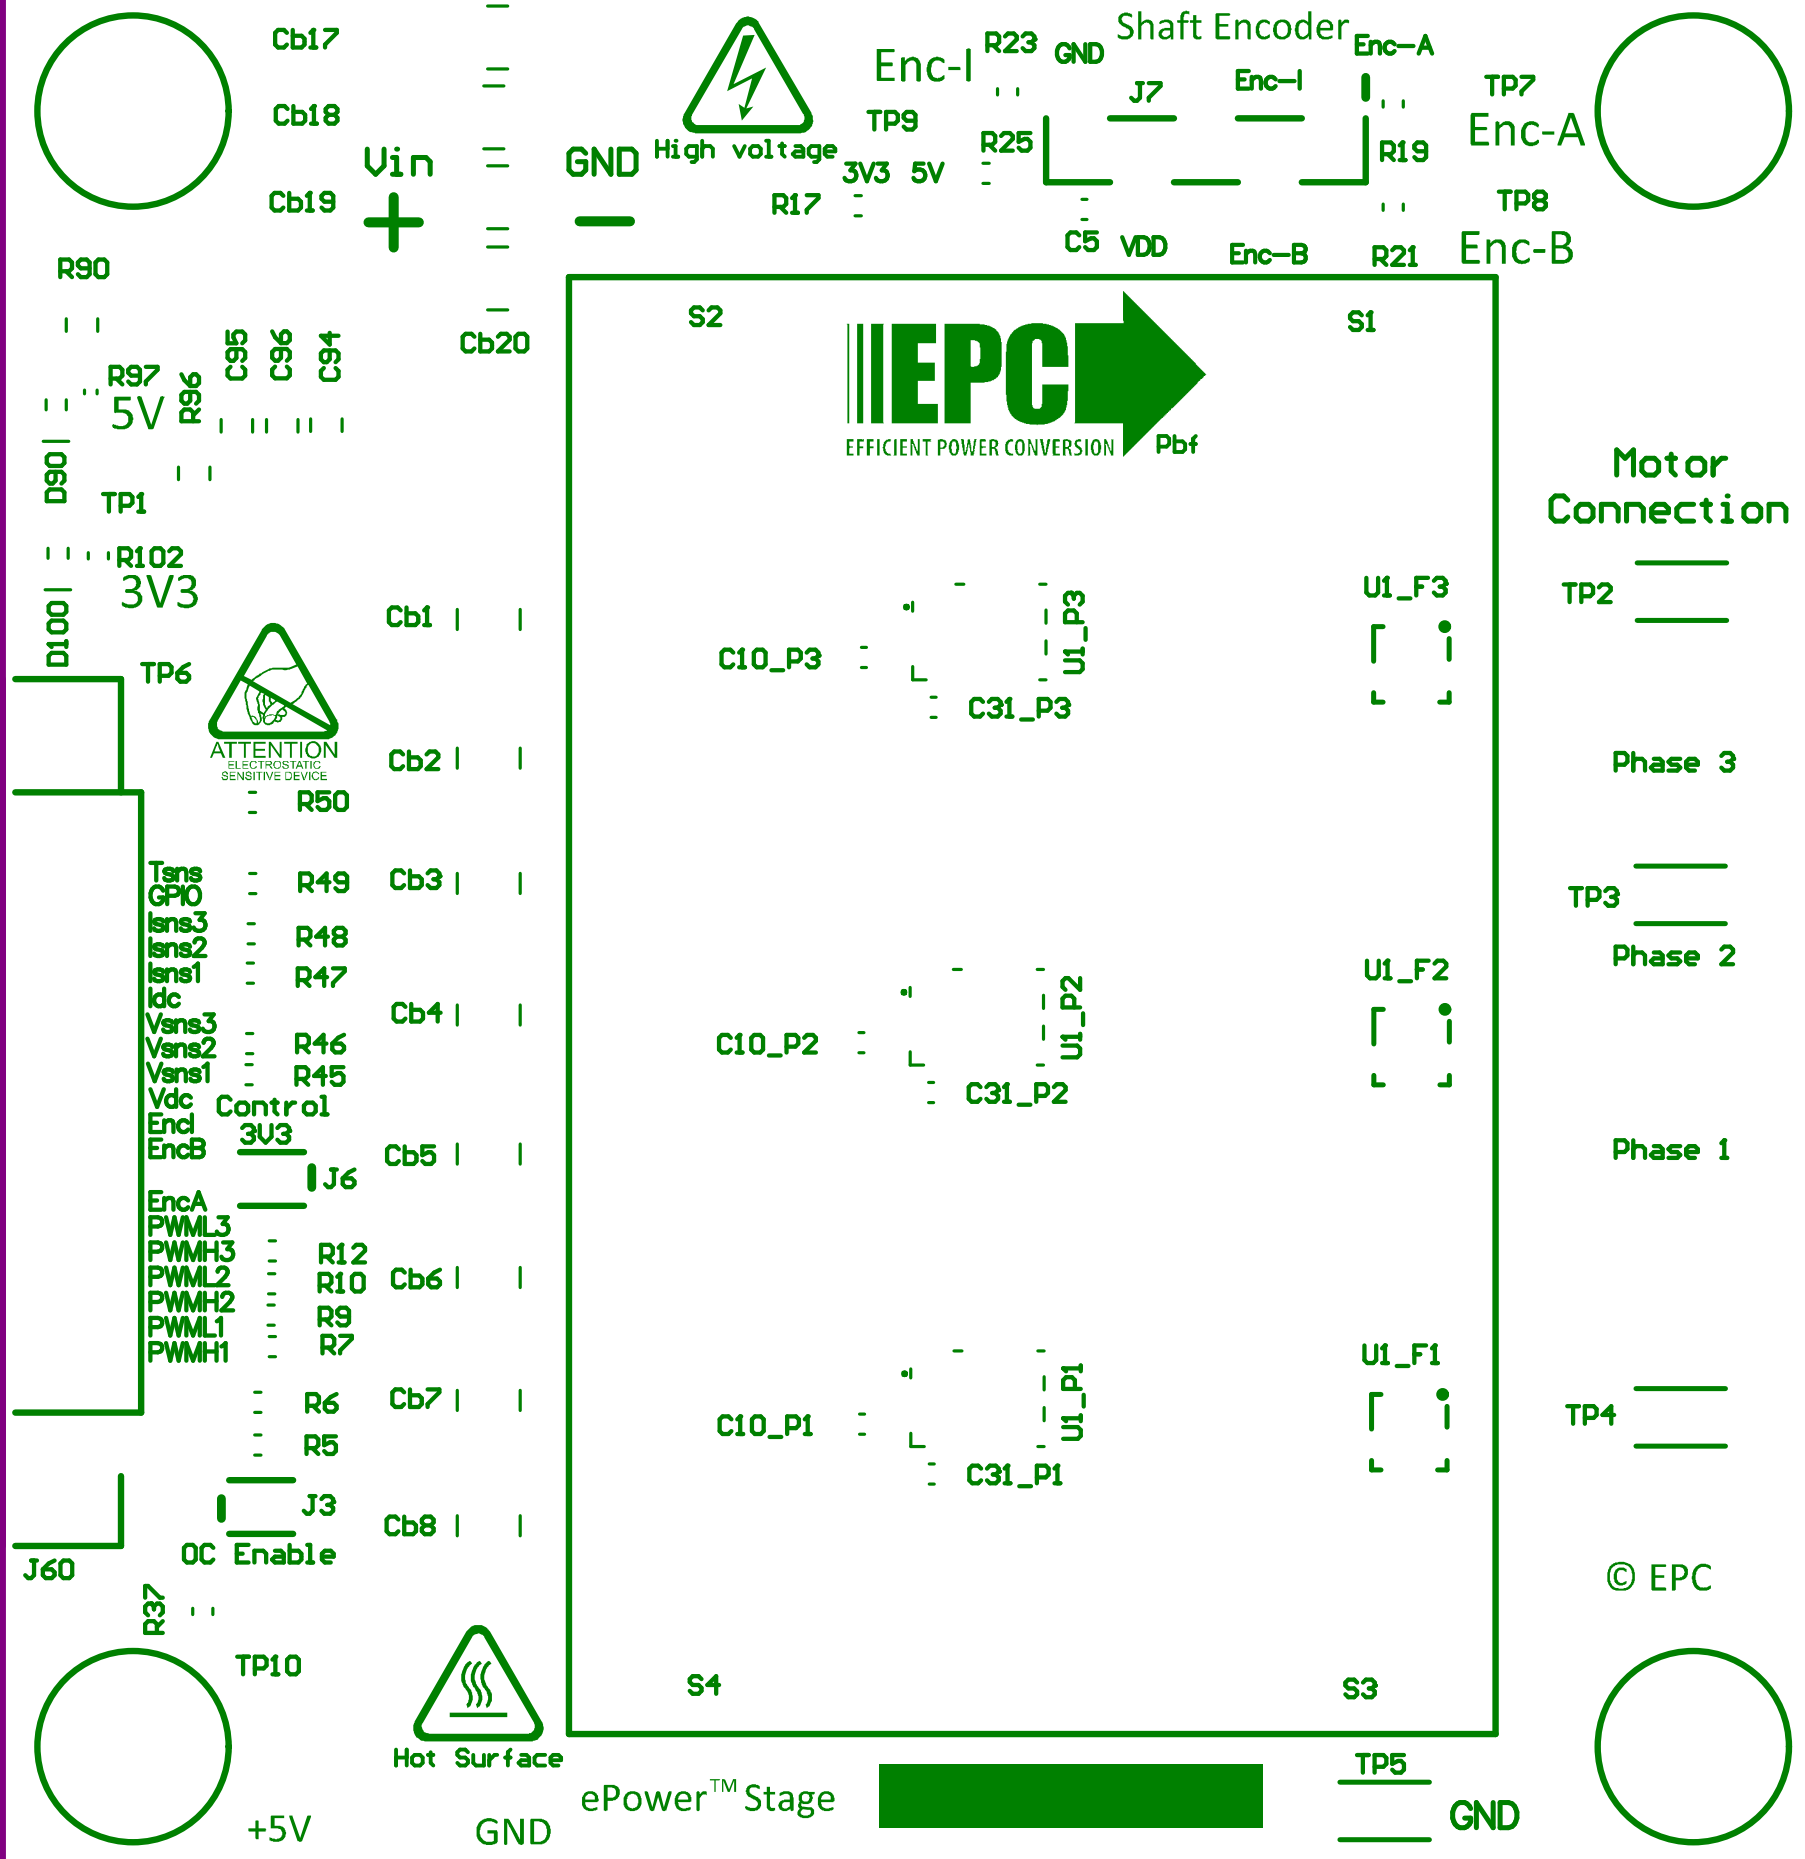 Cb17
Cb18
Cb19
Vin
+
GND
−
High voltage
Enc-I
TP9
3V3 5V
R17
R23
R25
GND
Shaft Encoder
J7
Enc-I
Enc-A
R19
TP7
Enc-A
TP8
Enc-B
R21
C5
VDD
Enc-B
R90
Cb20
C95
C96
C94
R97
5V
R96
D90
TP1
R102
3V3
D100
TP6
S2
S1
EPC
EFFICIENT POWER CONVERSION
Pbf
Motor
Connection
TP2
Cb1
C10_P3
U1_P3
C31_P3
U1_F3
ATTENTION
ELECTROSTATIC
SENSITIVE DEVICE
Cb2
Phase 3
R50
Tsns
GPIO
Isns3
Isns2
Isns1
Idc
Vsns3
Vsns2
Vsns1
Vdc
EncI
EncB
EncA
PWML3
PWMH3
PWML2
PWMH2
PWML1
PWMH1
R49
R48
R47
R46
R45
Control
3V3
J6
R12
R10
R9
R7
R6
R5
J3
OC Enable
J60
R37
Cb3
Cb4
Cb5
Cb6
Cb7
Cb8
C10_P2
U1_P2
C31_P2
U1_F2
TP3
Phase 2
Phase 1
C10_P1
U1_P1
C31_P1
U1_F1
TP4
© EPC
TP10
S4
S3
Hot Surface
+5V
GND
ePower™ Stage
TP5
GND